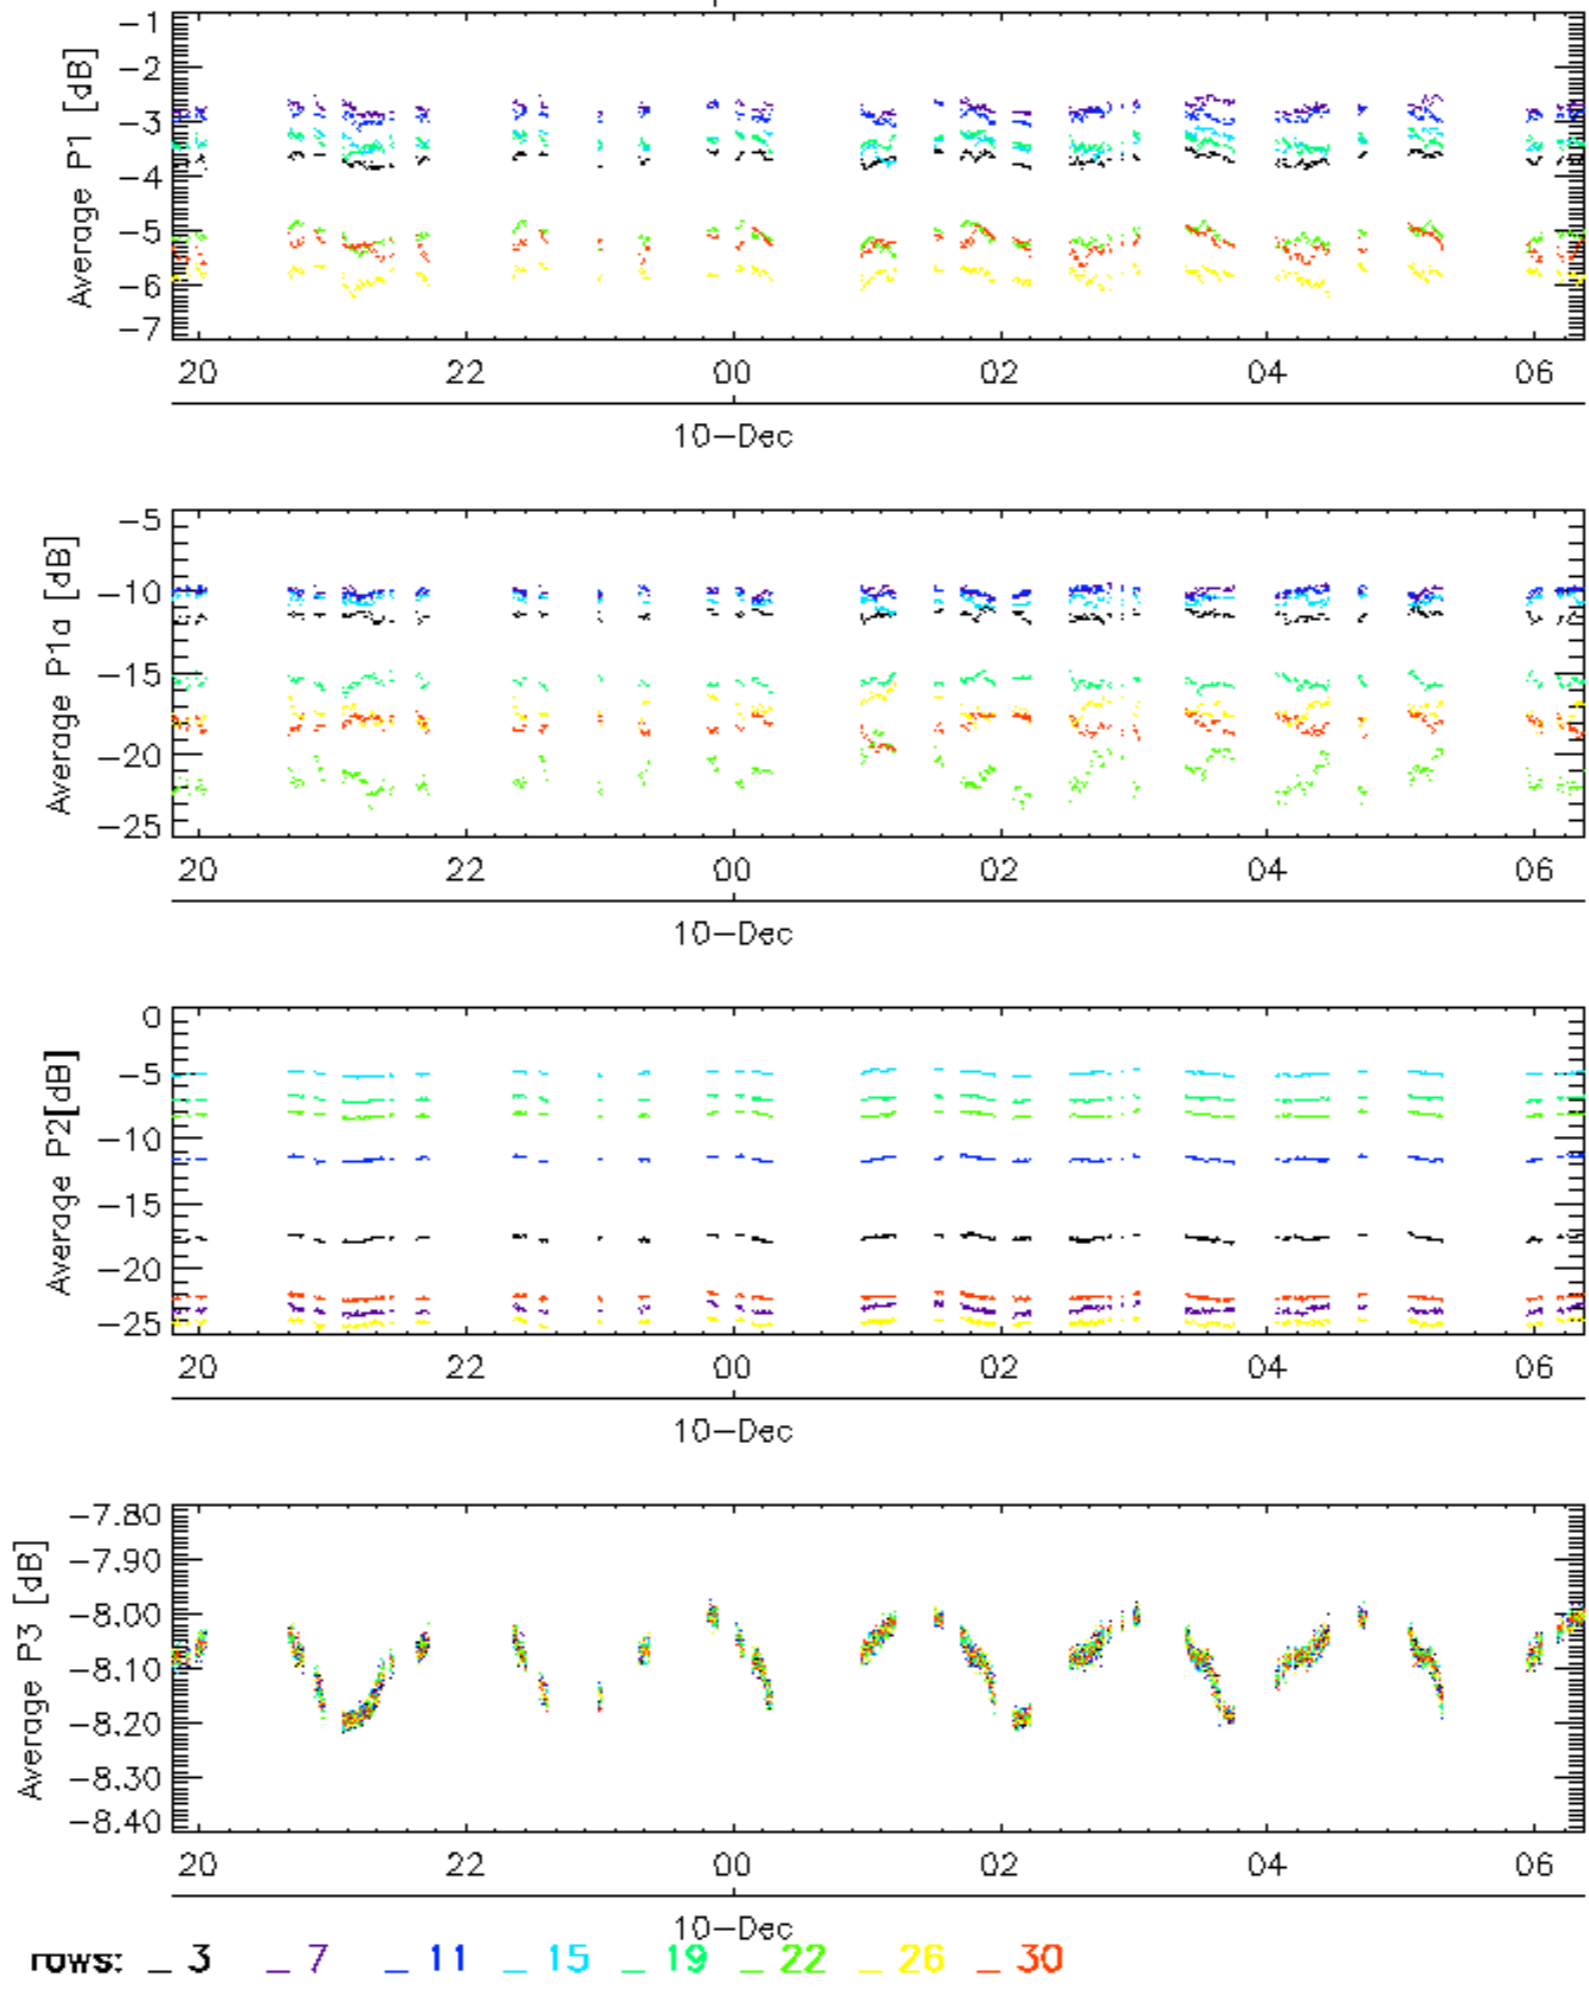 Average P1 [dB]
-1
-2
-3
-4
-5
-6
-7
20 22 00 02 04 06
10-Dec
Average P1a [dB]
-5
-10
-15
-20
-25
20 22 00 02 04 06
10-Dec
Average P2[dB]
0
-5
-10
-15
-20
-25
20 22 00 02 04 06
10-Dec
Average P3 [dB]
-7.80
-7.90
-8.00
-8.10
-8.20
-8.30
-8.40
20 22 00 02 04 06
10-Dec
rows: _ 3 _ 7 _ 11 _ 15 _ 19 _ 22 _ 26 _ 30